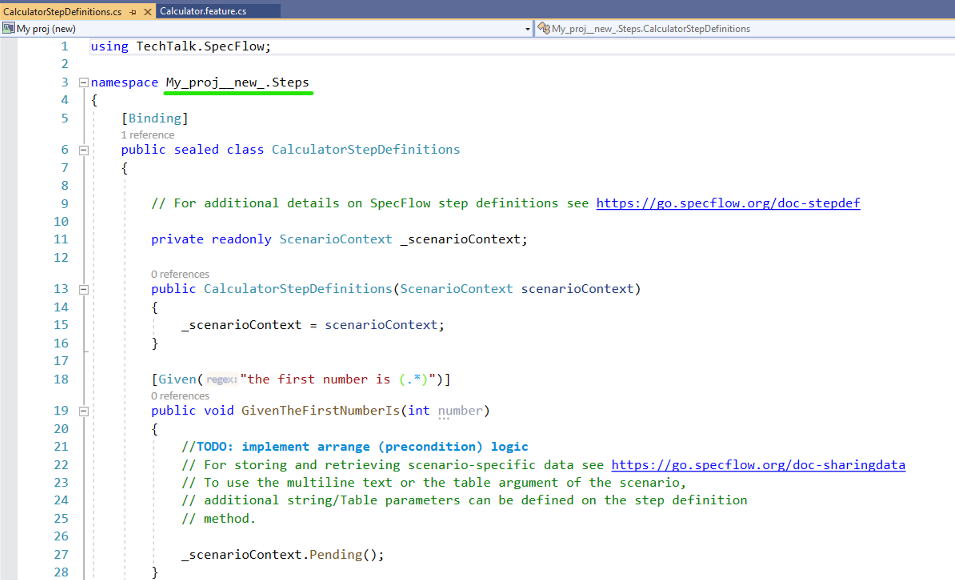 CalculatorStepDefinitions.cs Calculator.feature.cs
My proj (new) My_proj__new_.Steps.CalculatorStepDefinitions
1 using TechTalk.SpecFlow;
2
3 namespace My_proj__new_.Steps
4 {
5 [Binding]
1 reference
6 public sealed class CalculatorStepDefinitions
7 {
8
9 // For additional details on SpecFlow step definitions see https://go.specflow.org/doc-stepdef
10
11 private readonly ScenarioContext _scenarioContext;
12
0 references
13 public CalculatorStepDefinitions(ScenarioContext scenarioContext)
14 {
15 _scenarioContext = scenarioContext;
16 }
17
18 [Given(regex: "the first number is (.*)")]
0 references
19 public void GivenTheFirstNumberIs(int number)
20 {
21 //TODO: implement arrange (precondition) logic
22 // For storing and retrieving scenario-specific data see https://go.specflow.org/doc-sharingdata
23 // To use the multiline text or the table argument of the scenario,
24 // additional string/Table parameters can be defined on the step definition
25 // method.
26
27 _scenarioContext.Pending();
28 }